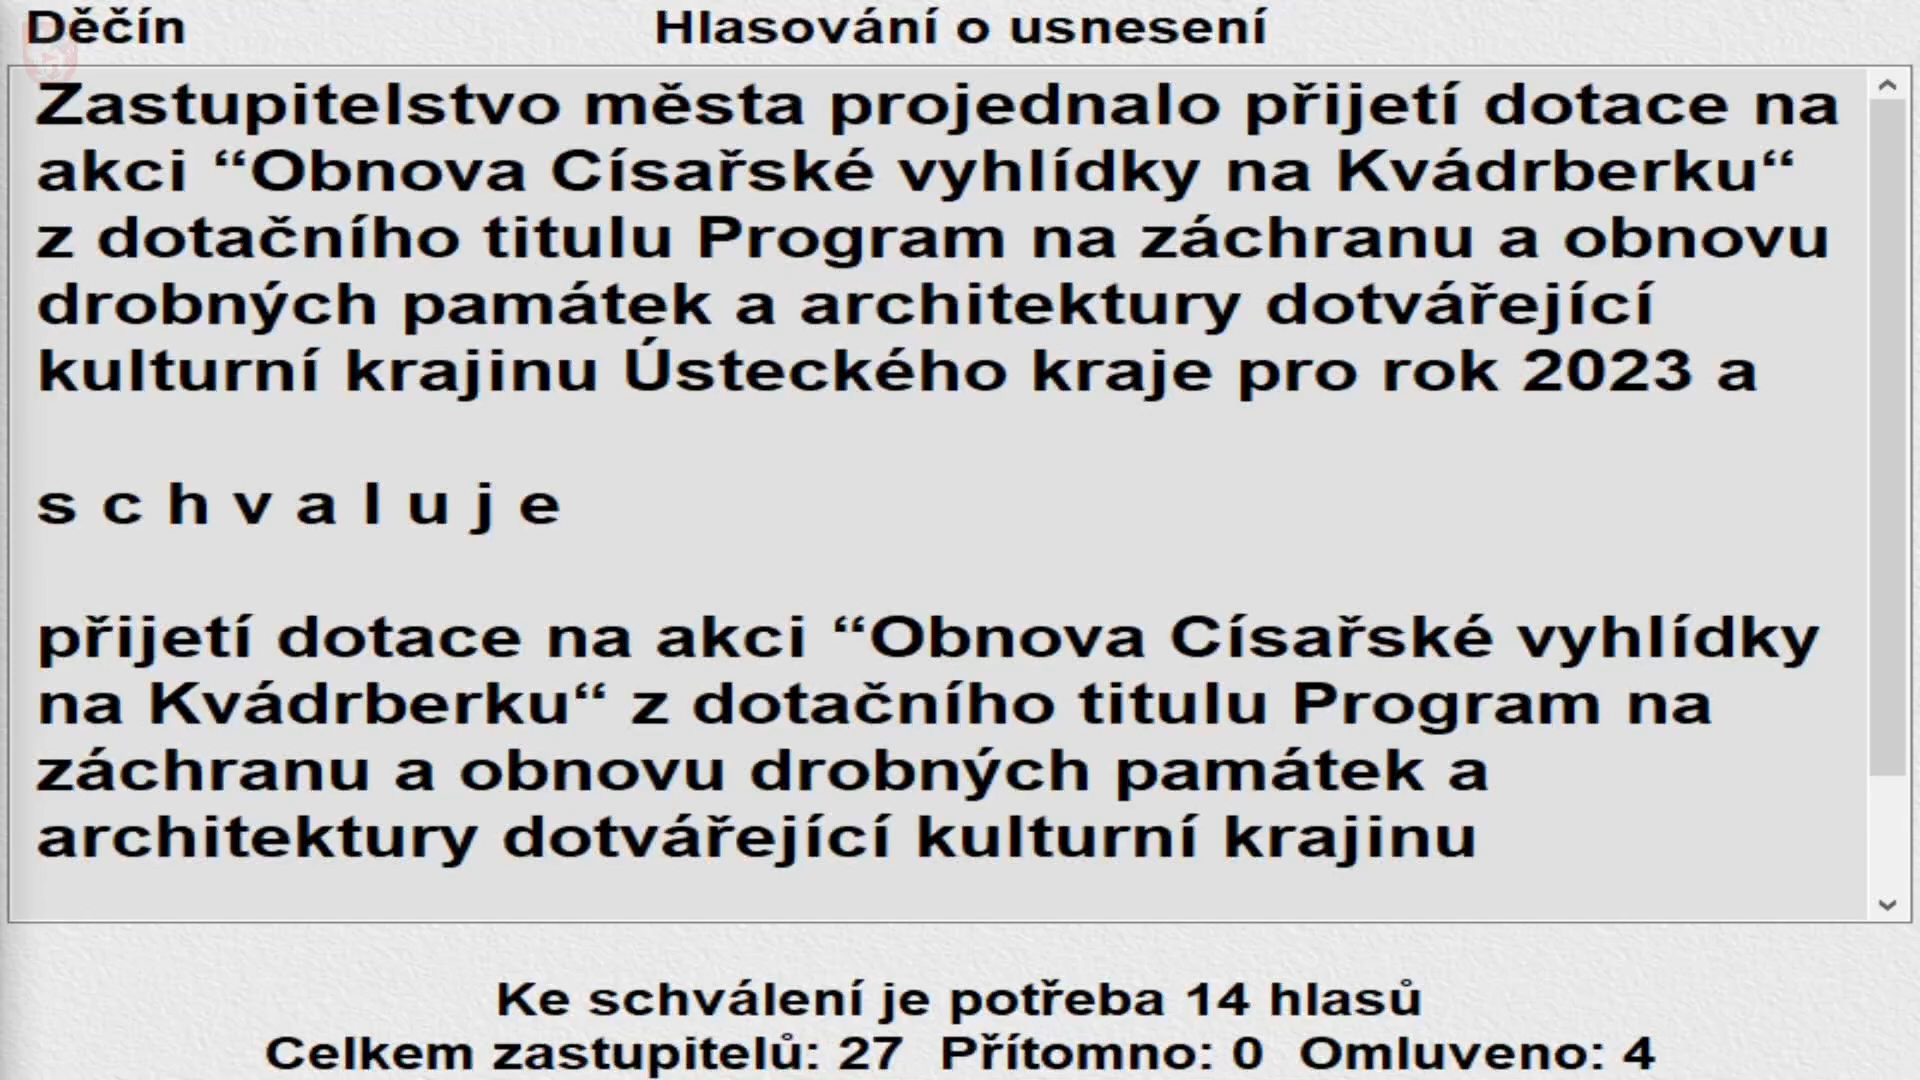 Děčín
Hlasování o usnesení
Zastupitelstvo města projednalo přijetí dotace na
akci “Obnova Císařské vyhlídky na Kvádrberku“
z dotačního titulu Program na záchranu a obnovu
drobných památek a architektury dotvářející
kulturní krajinu Ústeckého kraje pro rok 2023 a
s c h v a l u j e
přijetí dotace na akci “Obnova Císařské vyhlídky
na Kvádrberku“ z dotačního titulu Program na
záchranu a obnovu drobných památek a
architektury dotvářející kulturní krajinu
Ke schválení je potřeba 14 hlasů
Celkem zastupitelů: 27 Přítomno: 0 Omluveno: 4